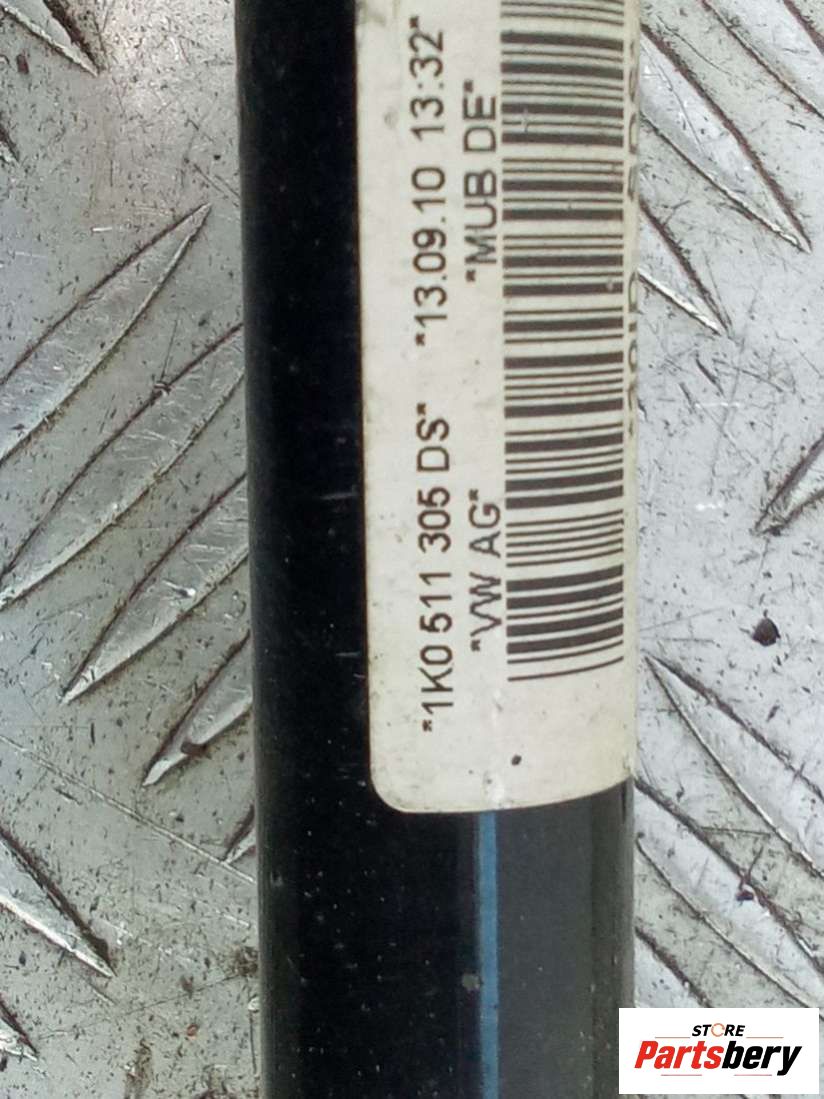 *1K0 511 305 DS* *13.09.10 13:32*
*VW AG* *MUB DE*
STORE
Partsbery